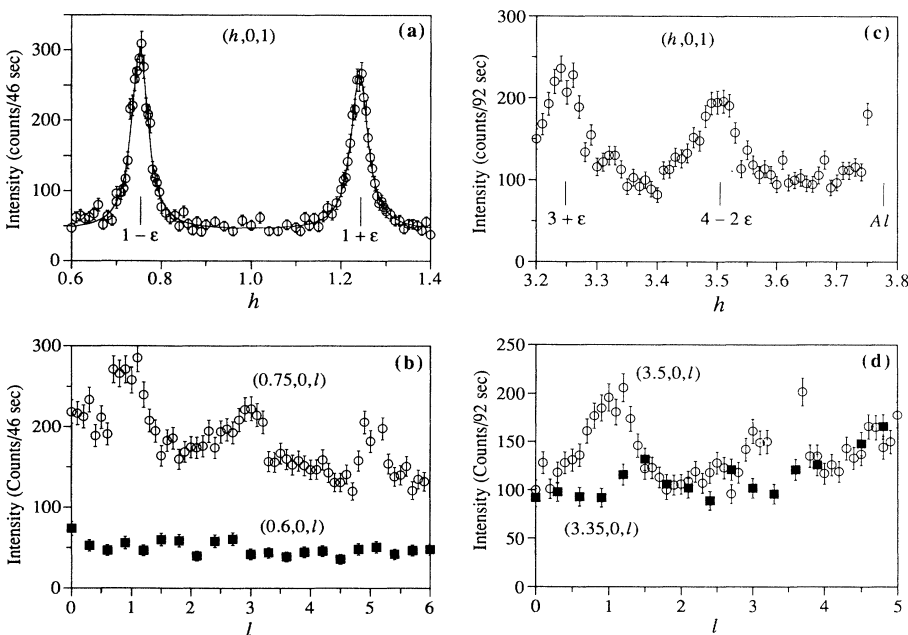 (a)
(h,0,1)
Intensity (counts/46 sec)
300
200
100
0
1 − ε
1 + ε
0.6
0.8
1.0
1.2
1.4
h
(c)
(h,0,1)
Intensity (counts/92 sec)
300
200
100
0
3 + ε
4 − 2 ε
Al
3.2
3.3
3.4
3.5
3.6
3.7
3.8
h
(b)
(0.75,0,l)
(0.6,0,l)
Intensity (Counts/46 sec)
300
200
100
0
0
1
2
3
4
5
6
l
(d)
(3.5,0,l)
(3.35,0,l)
Intensity (Counts/92 sec)
250
200
150
100
50
0
0
1
2
3
4
5
l